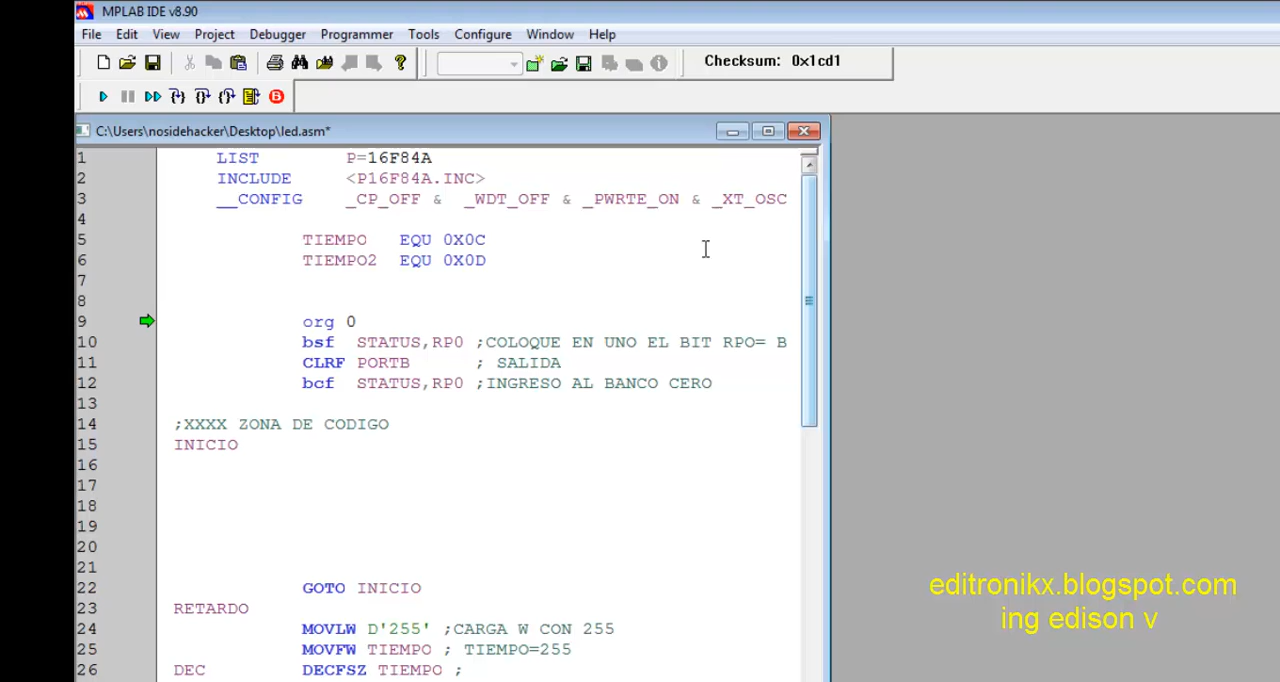 MPLAB IDE v8.90
File Edit View Project Debugger Programmer Tools Configure Window Help
Checksum: 0x1cd1
C:\Users\nosidehacker\Desktop\led.asm*
1 LIST P=16F84A
2 INCLUDE <P16F84A.INC>
3 __CONFIG _CP_OFF & _WDT_OFF & _PWRTE_ON & _XT_OSC
4
5 TIEMPO EQU 0X0C
6 TIEMPO2 EQU 0X0D
7
8
9 org 0
10 bsf STATUS,RP0 ;COLOQUE EN UNO EL BIT RPO= B
11 CLRF PORTB ; SALIDA
12 bcf STATUS,RP0 ;INGRESO AL BANCO CERO
13
14 ;XXXX ZONA DE CODIGO
15 INICIO
16
17
18
19
20
21
22 GOTO INICIO
23 RETARDO
24 MOVLW D'255' ;CARGA W CON 255
25 MOVFW TIEMPO ; TIEMPO=255
26 DEC DECFSZ TIEMPO ;
editronikx.blogspot.com
ing edison v